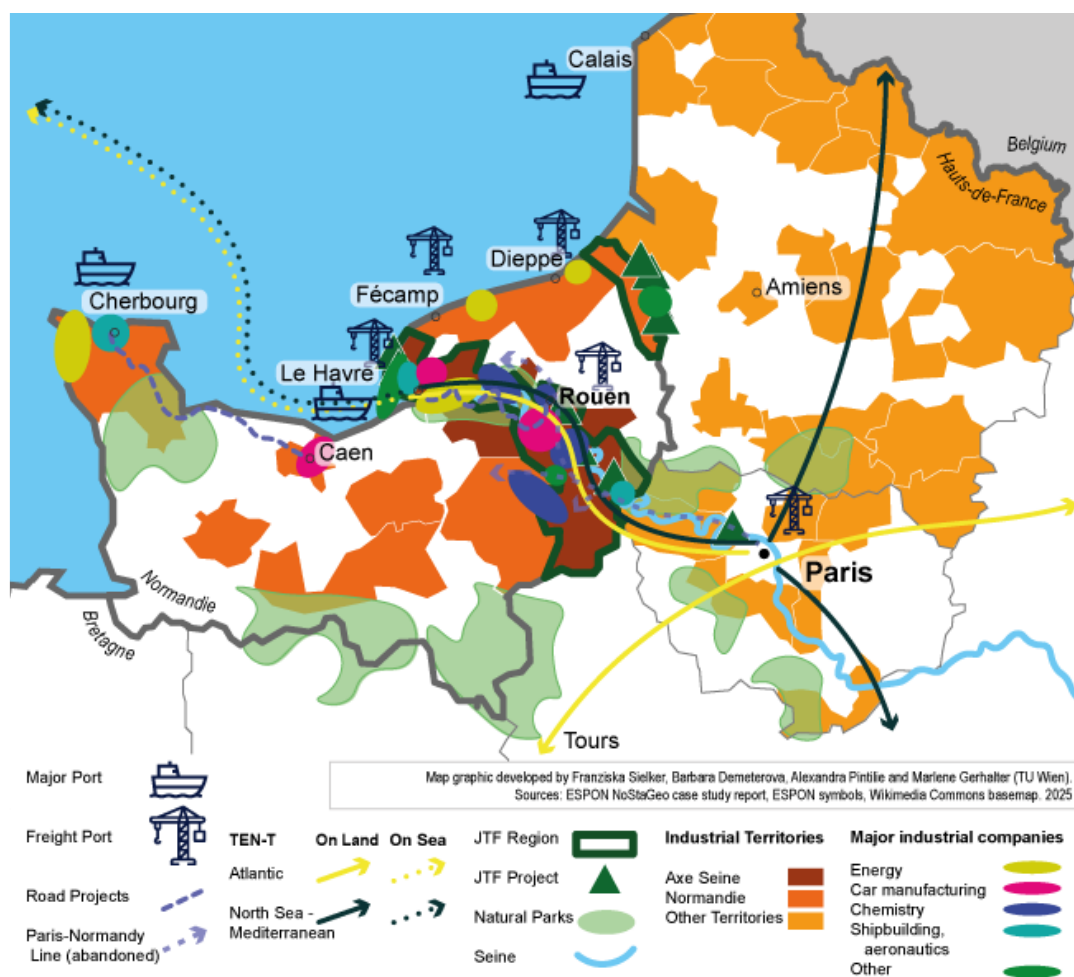 Calais
Belgium
Hauts-de-France
Dieppe
Amiens
Cherbourg
Fécamp
Le Havre
Rouen
Caen
Paris
Normandie
Bretagne
Tours
Map graphic developed by Franziska Sielker, Barbara Demeterova, Alexandra Pintilie and Marlene Gerhalter (TU Wien).
Sources: ESPON NoStaGeo case study report, ESPON symbols, Wikimedia Commons basemap. 2025
Major Port
Freight Port
Road Projects
Paris-Normandy
Line (abandoned)
TEN-T On Land On Sea
Atlantic
North Sea -
Mediterranean
JTF Region
JTF Project
Natural Parks
Seine
Industrial Territories
Axe Seine
Normandie
Other Territories
Major industrial companies
Energy
Car manufacturing
Chemistry
Shipbuilding,
aeronautics
Other